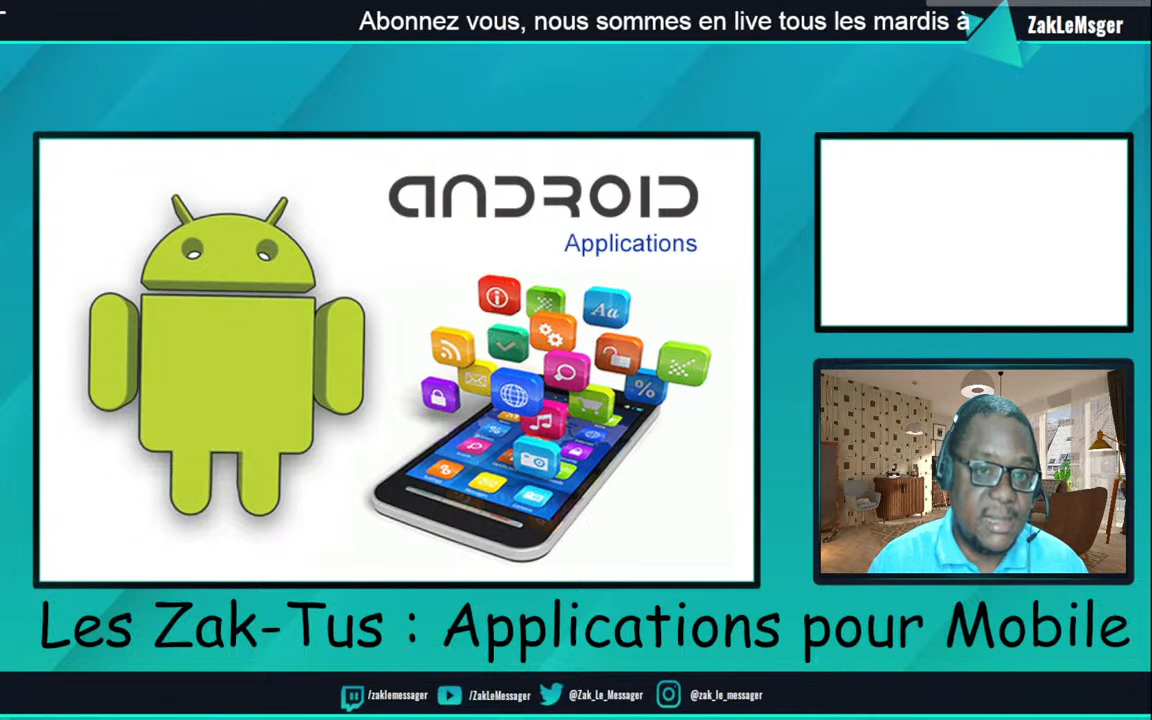 Abonnez vous, nous sommes en live tous les mardis à
ZakLeMsger
ANDROID
Applications
Aa
%
Les Zak-Tus : Applications pour Mobile
/zaklemessager
/ZakLeMessager
@Zak_Le_Messager
@zak_le_messager